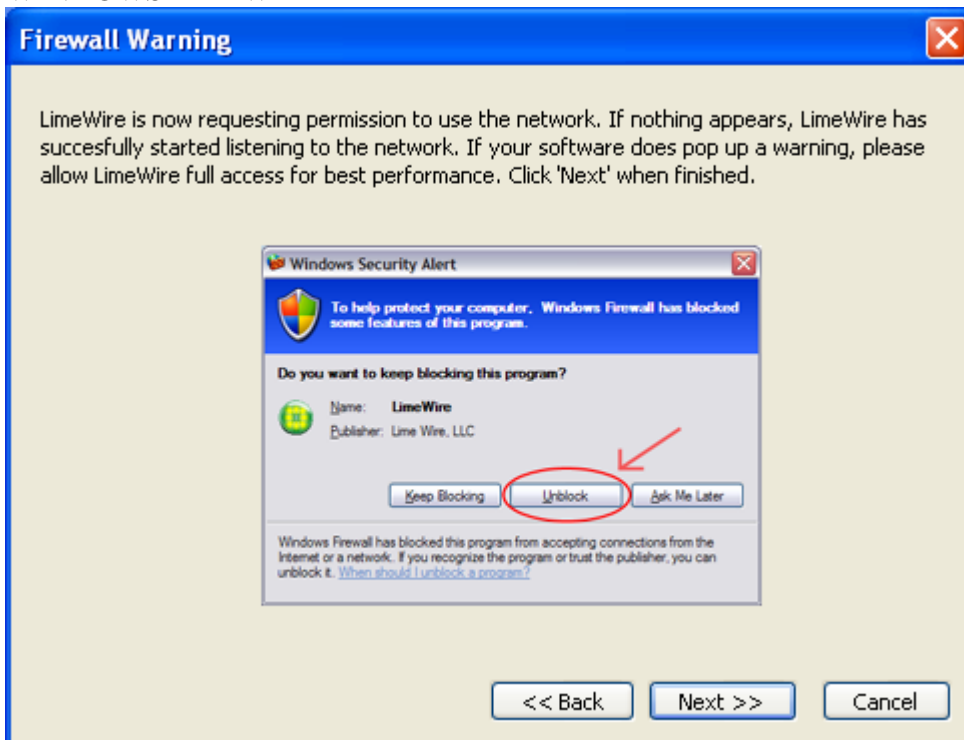 Firewall Warning
LimeWire is now requesting permission to use the network. If nothing appears, LimeWire has
succesfully started listening to the network. If your software does pop up a warning, please
allow LimeWire full access for best performance. Click 'Next' when finished.
Windows Security Alert
To help protect your computer, Windows Firewall has blocked
some features of this program.
Do you want to keep blocking this program?
Name: LimeWire
Publisher: Lime Wire, LLC
Keep Blocking Unblock Ask Me Later
Windows Firewall has blocked this program from accepting connections from the
Internet or a network. If you recognize the program or trust the publisher, you can
unblock it. When should I unblock a program?
<< Back Next >> Cancel